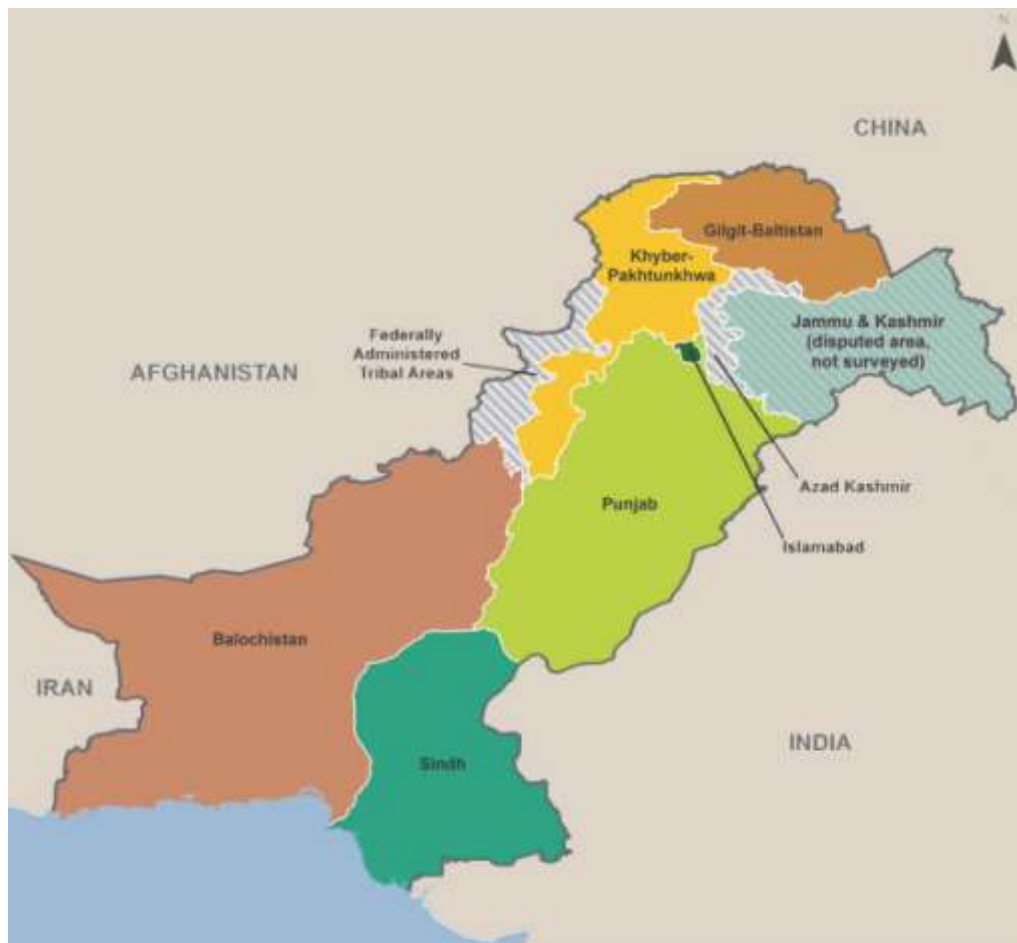 N
CHINA
Gilgit-Baltistan
Khyber-
Pakhtunkhwa
Jammu & Kashmir
(disputed area,
not surveyed)
Federally
Administered
Tribal Areas
AFGHANISTAN
Azad Kashmir
Punjab
Islamabad
Balochistan
IRAN
INDIA
Sindh